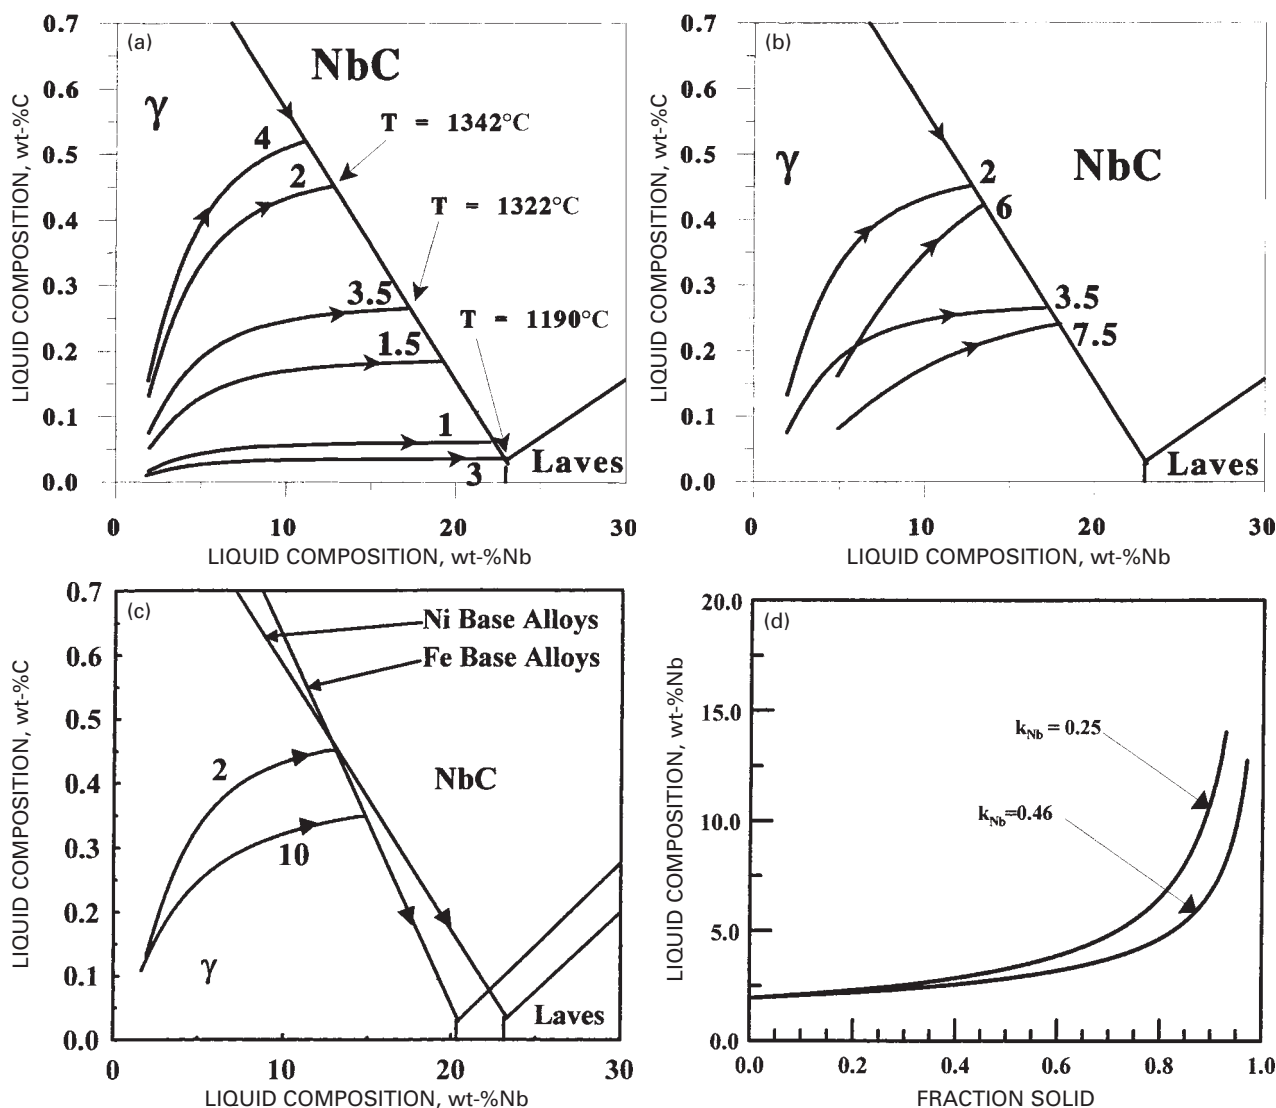 (a)
0.7
0.6
0.5
0.4
0.3
0.2
0.1
0.0
LIQUID COMPOSITION, wt-%C
γ
NbC
4
T = 1342°C
2
T = 1322°C
3.5
T = 1190°C
1.5
1
3
Laves
0 10 20 30
LIQUID COMPOSITION, wt-%Nb
(b)
0.7
0.6
0.5
0.4
0.3
0.2
0.1
0.0
LIQUID COMPOSITION, wt-%C
γ
NbC
2
6
3.5
7.5
Laves
0 10 20 30
LIQUID COMPOSITION, wt-%Nb
(c)
0.7
0.6
0.5
0.4
0.3
0.2
0.1
0.0
LIQUID COMPOSITION, wt-%C
Ni Base Alloys
Fe Base Alloys
2
NbC
10
γ
Laves
0 10 20 30
LIQUID COMPOSITION, wt-%Nb
(d)
20.0
15.0
10.0
5.0
0.0
LIQUID COMPOSITION, wt-%Nb
kNb = 0.25
kNb=0.46
0.0 0.2 0.4 0.6 0.8 1.0
FRACTION SOLID